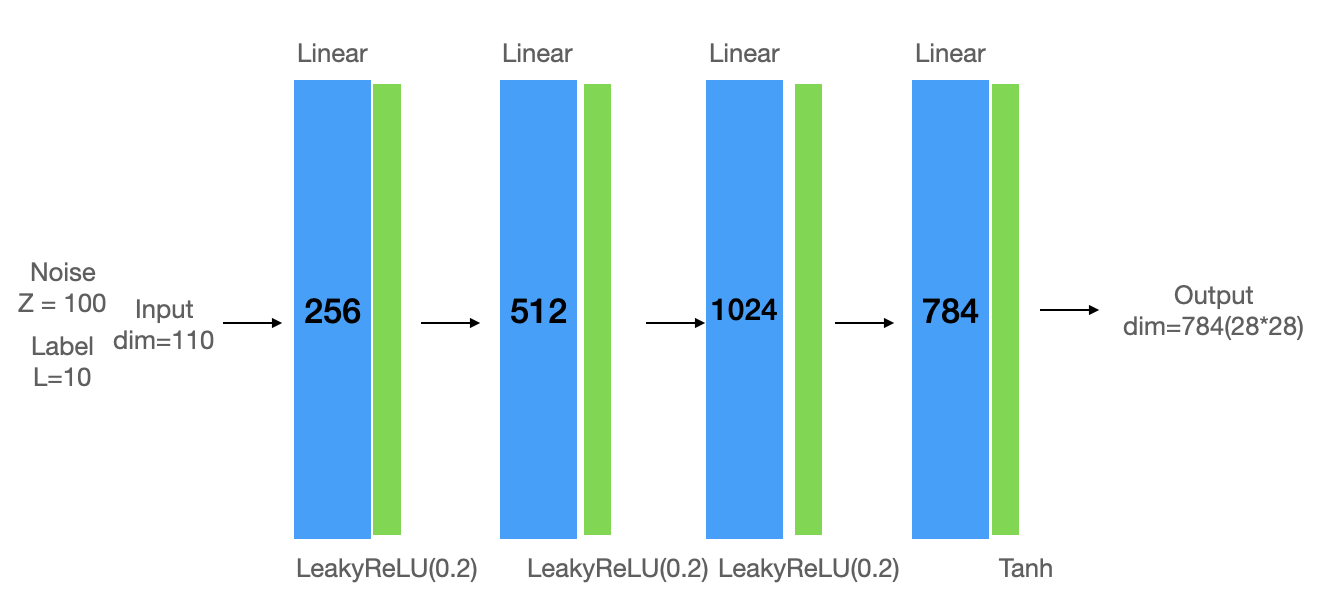 Linear
Linear
Linear
Linear
Noise
Z = 100
Label
L=10
Input
dim=110
256
512
1024
784
Output
dim=784(28*28)
LeakyReLU(0.2)
LeakyReLU(0.2)
LeakyReLU(0.2)
Tanh